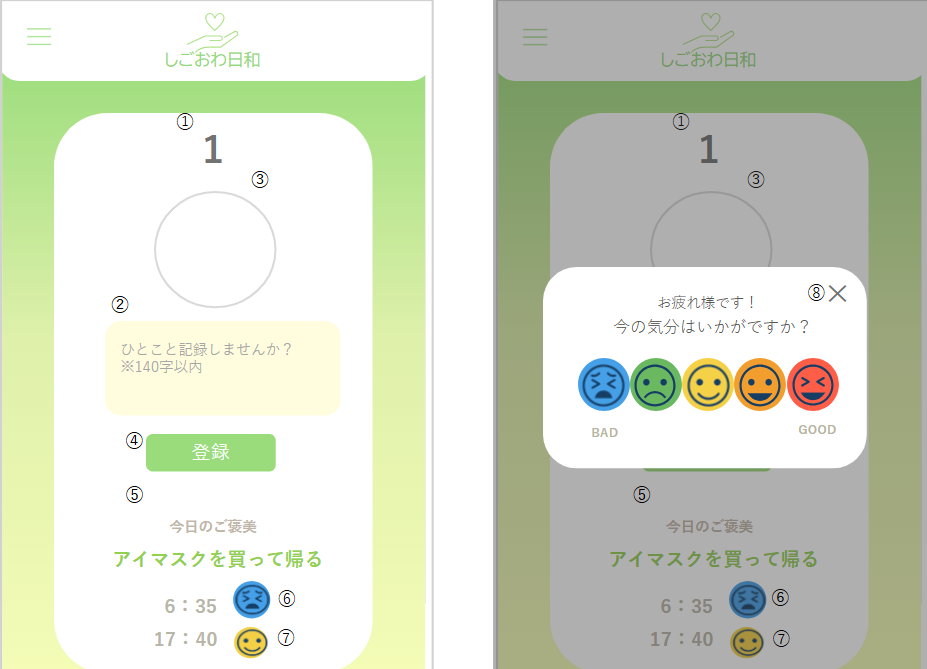 しごおわ日和
①
1
③
②
ひとこと記録しませんか？
※140字以内
④
登録
⑤
今日のご褒美
アイマスクを買って帰る
6：35
⑥
17：40
⑦
しごおわ日和
①
1
③
⑧
お疲れ様です！
今の気分はいかがですか？
BAD
GOOD
⑤
今日のご褒美
アイマスクを買って帰る
6：35
⑥
17：40
⑦